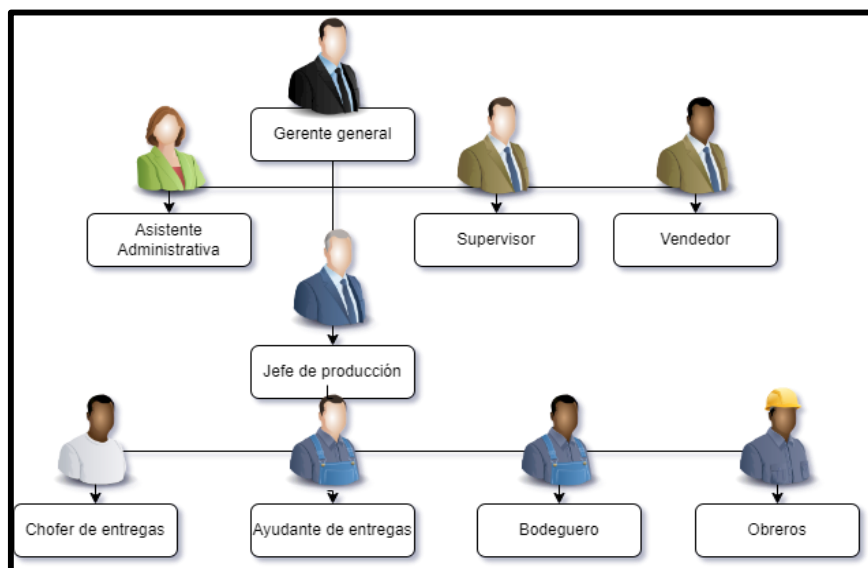 Gerente general
Asistente
Administrativa
Supervisor
Vendedor
Jefe de producción
Chofer de entregas
Ayudante de entregas
Bodeguero
Obreros